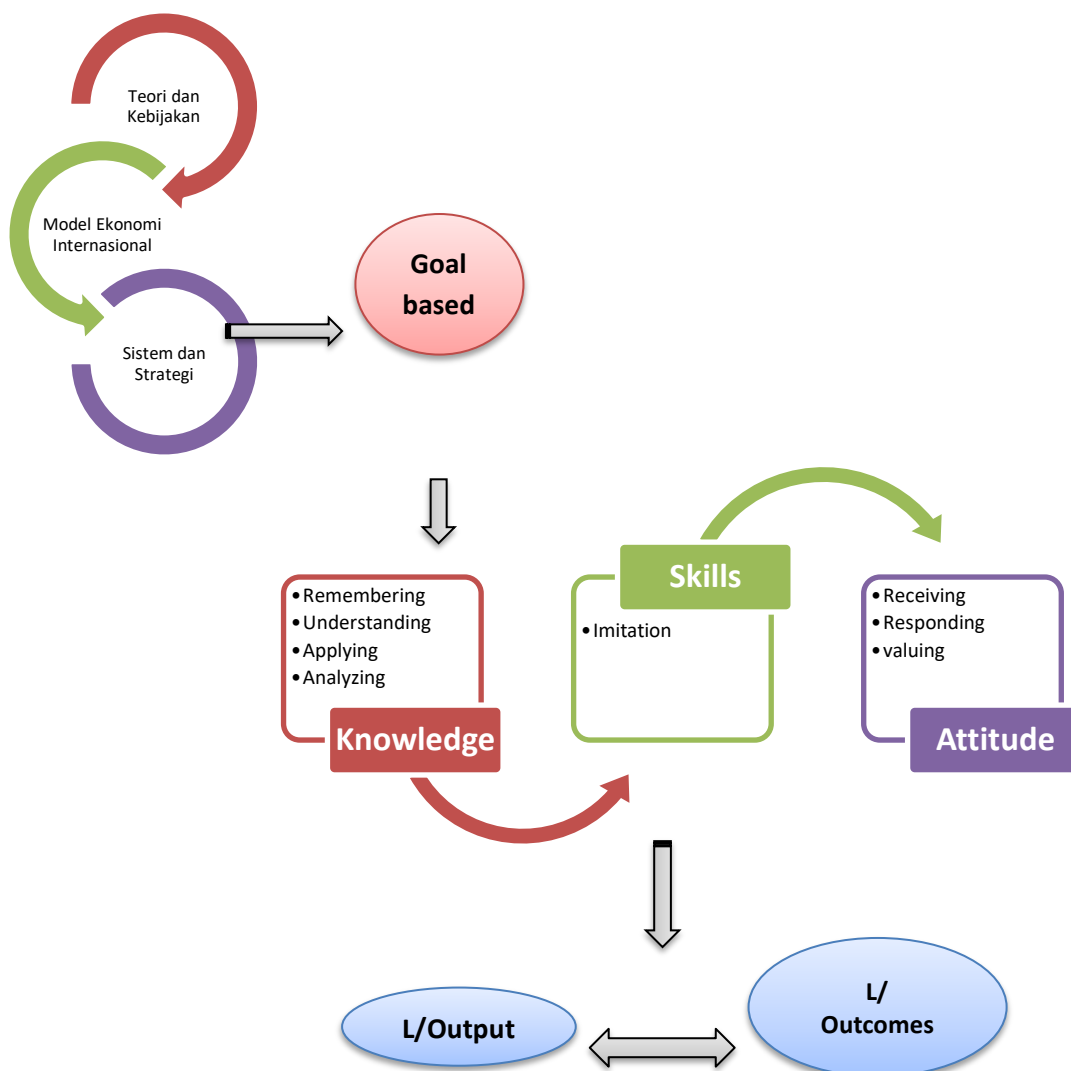 Teori dan
Kebijakan
Model Ekonomi
Internasional
Sistem dan
Strategi
Goal
based
•Remembering
•Understanding
•Applying
•Analyzing
Knowledge
Skills
•Imitation
•Receiving
•Responding
•valuing
Attitude
L/Output
L/
Outcomes